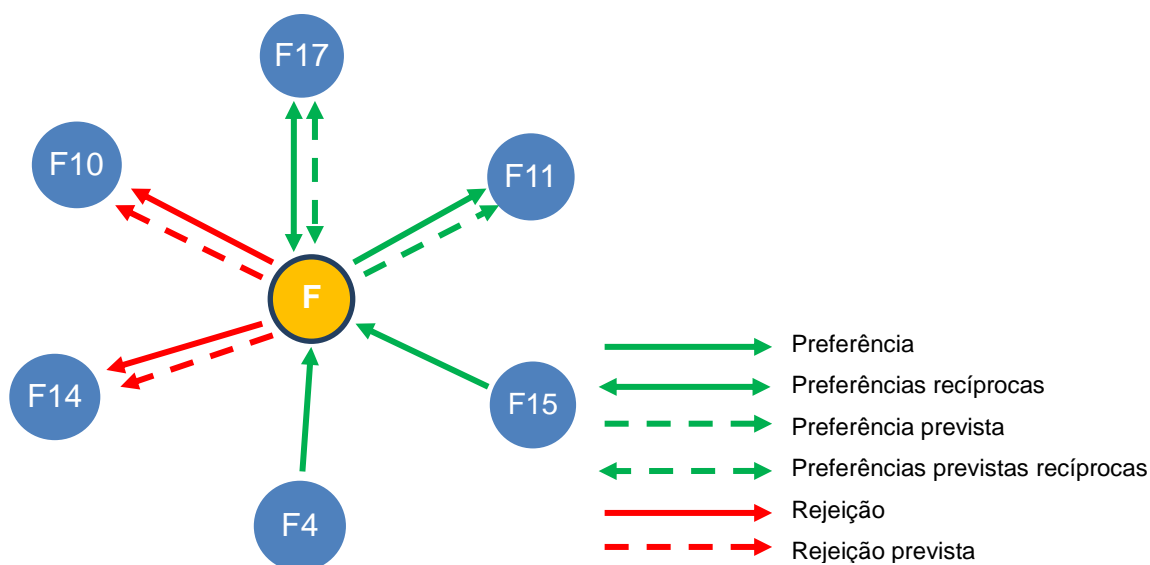 F17
F10
F11
F
F14
F15
F4
Preferência
Preferências recíprocas
Preferência prevista
Preferências previstas recíprocas
Rejeição
Rejeição prevista